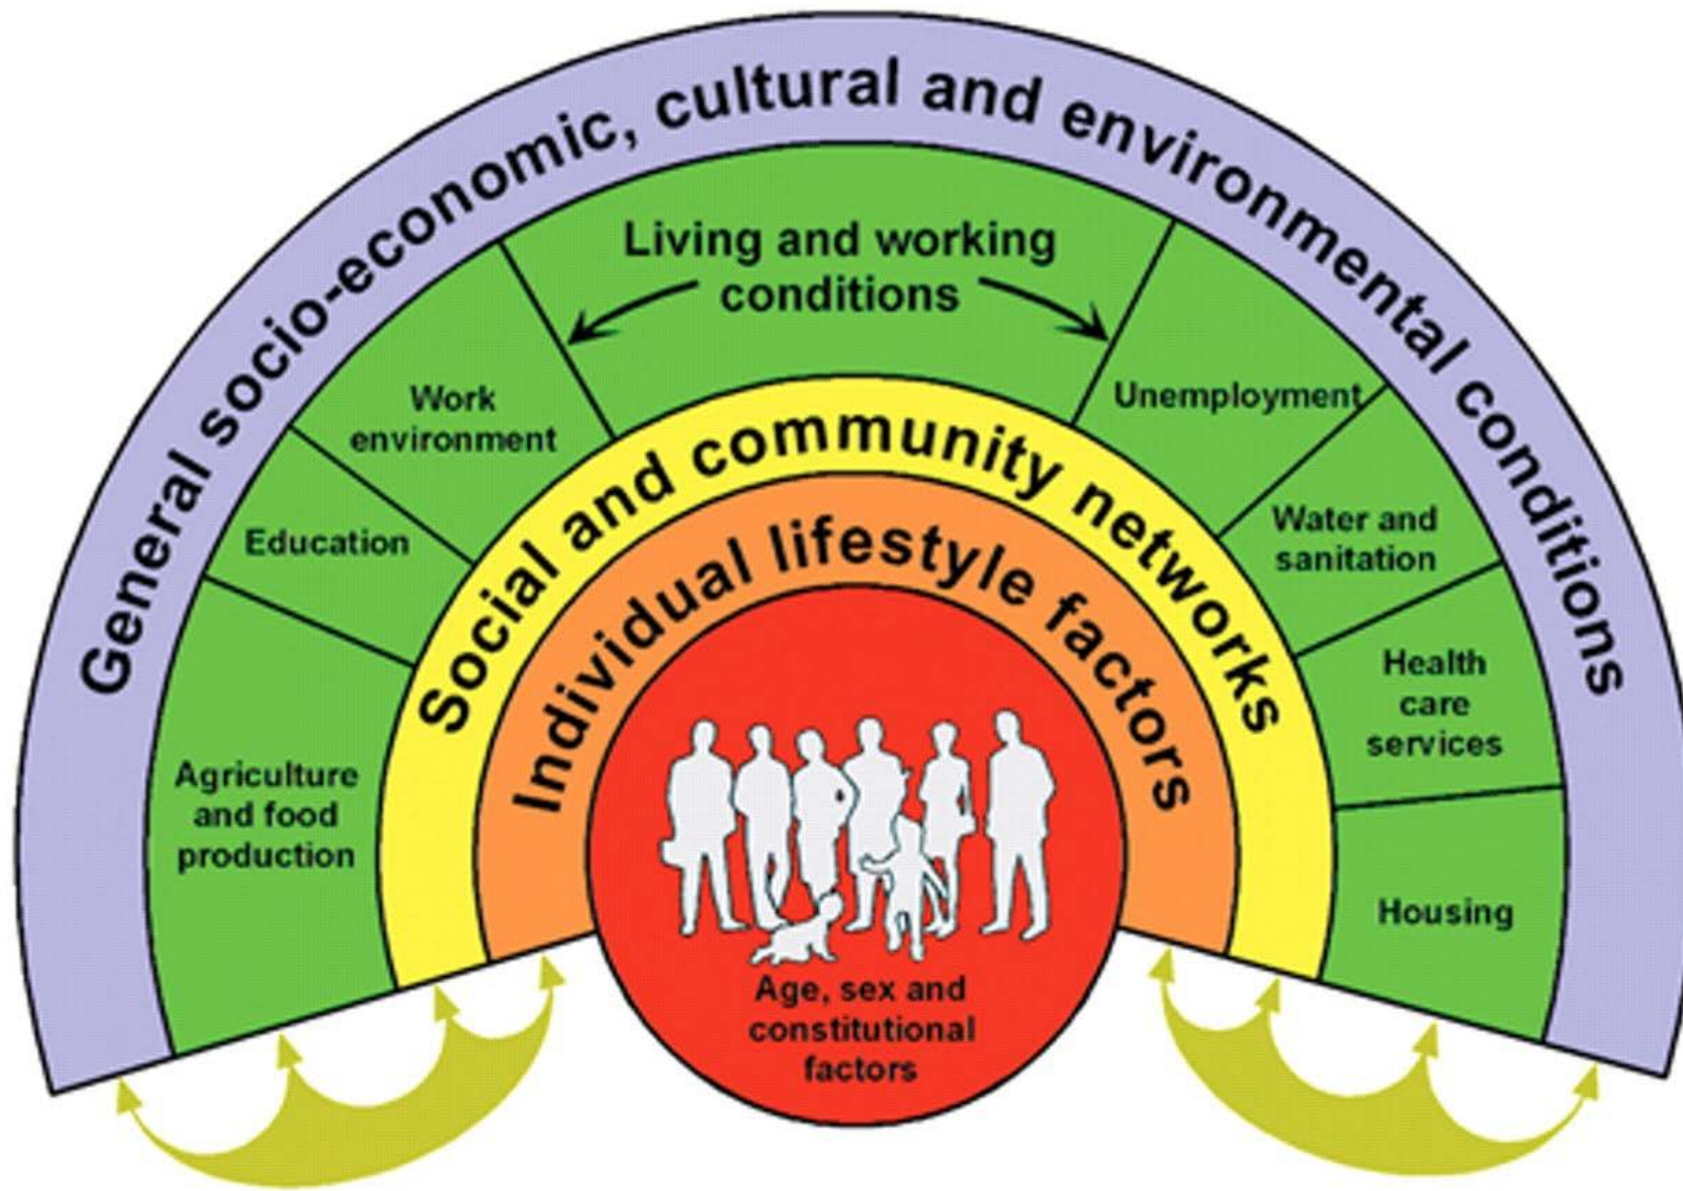 General socio-economic, cultural and environmental conditions
Living and working
conditions
Work
environment
Education
Agriculture
and food
production
Unemployment
Water and
sanitation
Health
care
services
Housing
Social and community networks
Individual lifestyle factors
Age, sex and
constitutional
factors